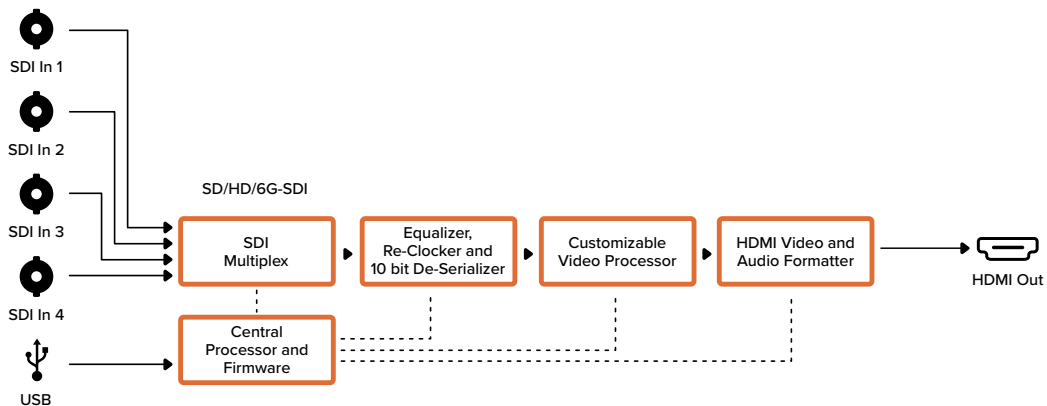 SDI In 1
SDI In 2
SDI In 3
SDI In 4
USB
SD/HD/6G-SDI
SDI
Multiplex
Equalizer,
Re-Clocker and
10 bit De-Serializer
Customizable
Video Processor
HDMI Video and
Audio Formatter
HDMI Out
Central
Processor and
Firmware